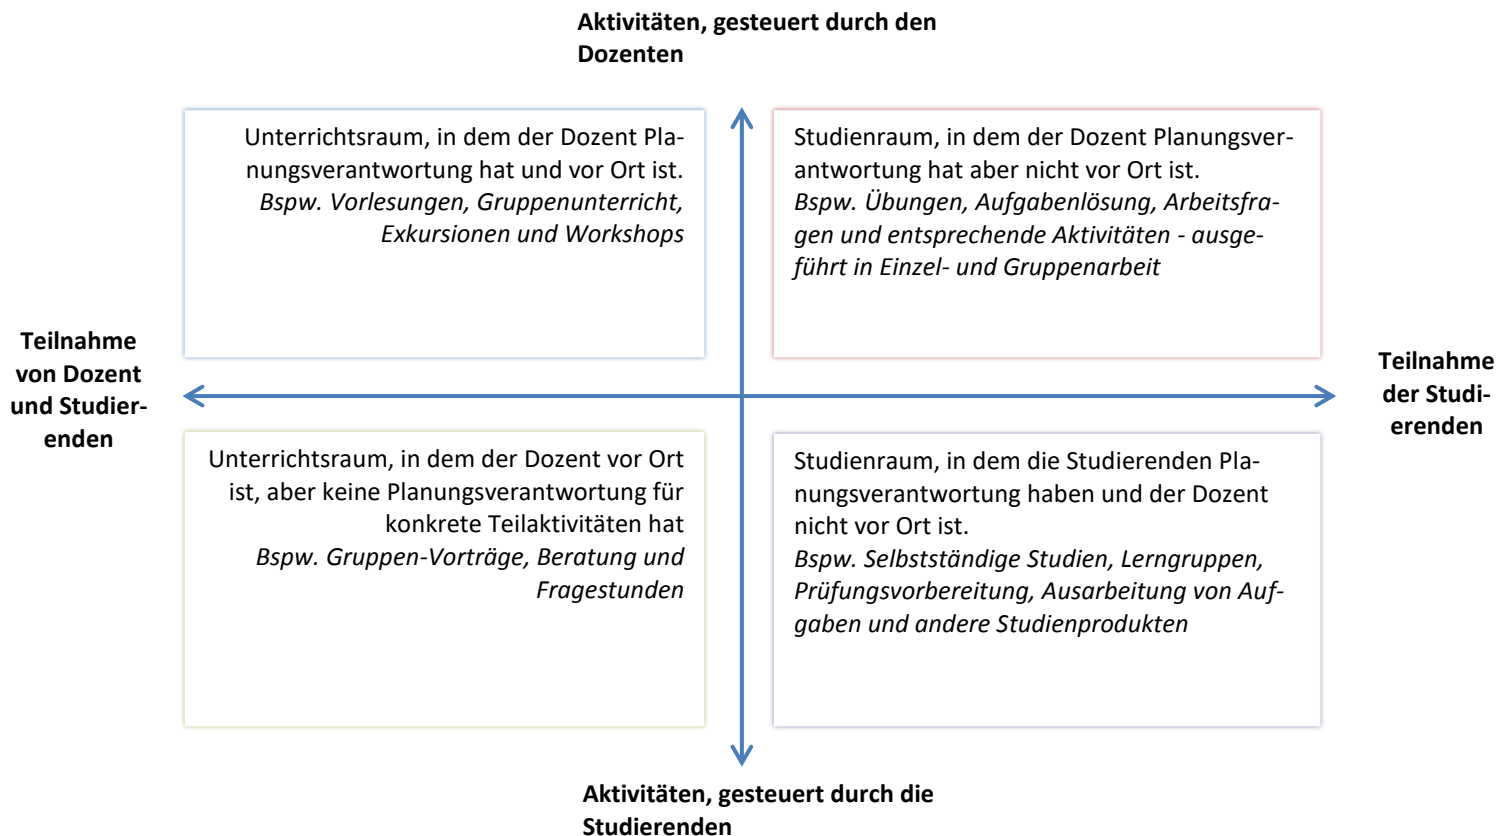 Aktivitäten, gesteuert durch den
Dozenten
Unterrichtsraum, in dem der Dozent Pla-
nungsverantwortung hat und vor Ort ist.
Bspw. Vorlesungen, Gruppenunterricht,
Exkursionen und Workshops
Studienraum, in dem der Dozent Planungsver-
antwortung hat aber nicht vor Ort ist.
Bspw. Übungen, Aufgabenlösung, Arbeitsfra-
gen und entsprechende Aktivitäten - ausge-
führt in Einzel- und Gruppenarbeit
Teilnahme
von Dozent
und Studier-
enden
Teilnahme
der Studi-
erenden
Unterrichtsraum, in dem der Dozent vor Ort
ist, aber keine Planungsverantwortung für
konkrete Teilaktivitäten hat
Bspw. Gruppen-Vorträge, Beratung und
Fragestunden
Studienraum, in dem die Studierenden Pla-
nungsverantwortung haben und der Dozent
nicht vor Ort ist.
Bspw. Selbstständige Studien, Lerngruppen,
Prüfungsvorbereitung, Ausarbeitung von Auf-
gaben und andere Studienprodukten
Aktivitäten, gesteuert durch die
Studierenden